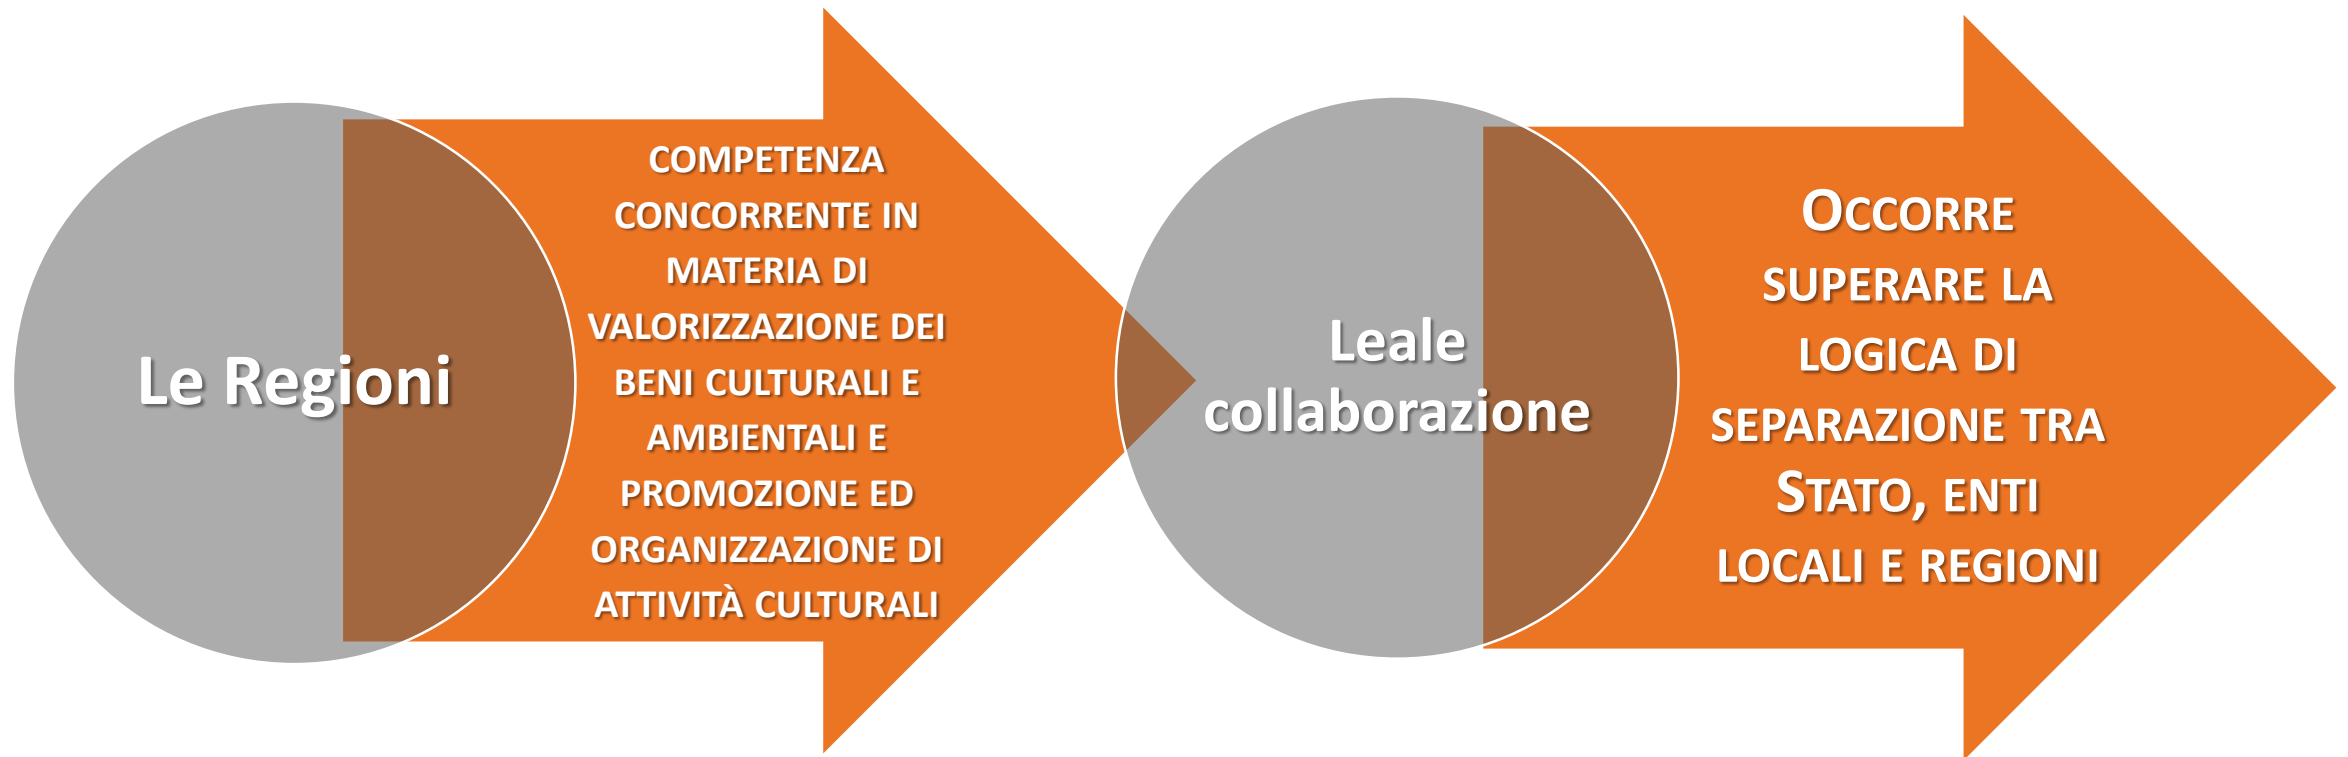 Le Regioni
COMPETENZA
CONCORRENTE IN
MATERIA DI
VALORIZZAZIONE DEI
BENI CULTURALI E
AMBIENTALI E
PROMOZIONE ED
ORGANIZZAZIONE DI
ATTIVITÀ CULTURALI
Leale
collaborazione
OCCORRE
SUPERARE LA
LOGICA DI
SEPARAZIONE TRA
STATO, ENTI
LOCALI E REGIONI